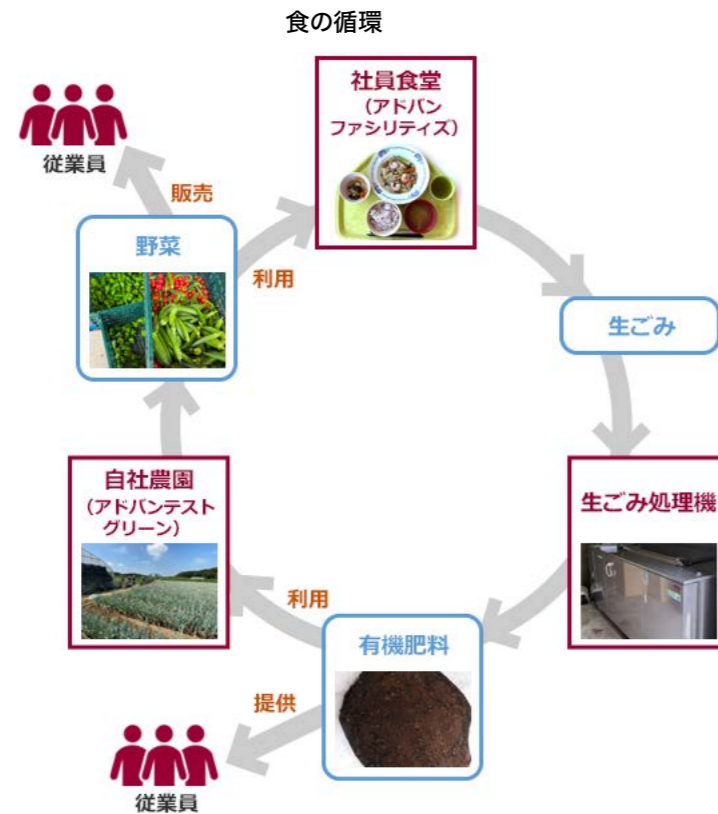 食の循環
社員食堂
（アドバン
ファシリティズ）
従業員
販売
野菜
利用
生ごみ
自社農園
（アドバンテスト
グリーン）
生ごみ処理機
利用
有機肥料
提供
従業員